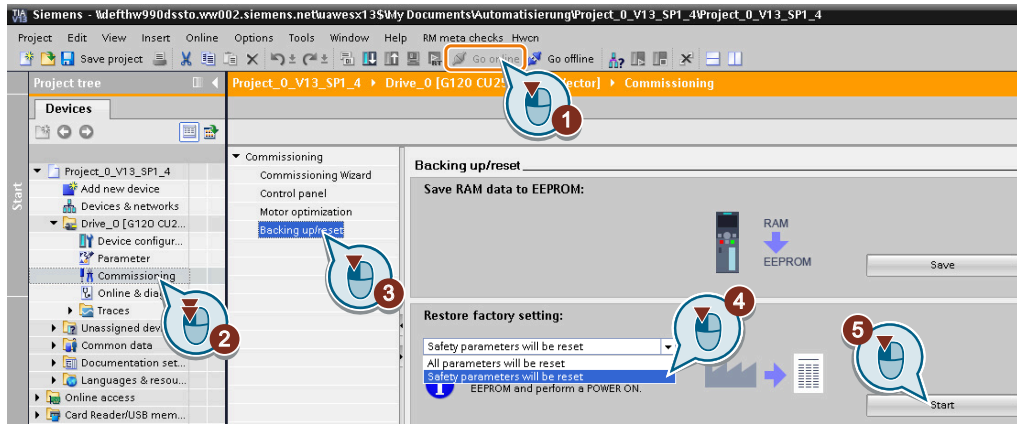 Siemens - \\defthw990dssto.ww002.siemens.net\uawesx13$\My Documents\Automatisierung\Project_0_V13_SP1_4\Project_0_V13_SP1_4
Project Edit View Insert Online Options Tools Window Help RM meta checks Hwcn
Save project Go online Go offline
Project tree
Project_0_V13_SP1_4 Drive_0 [G120 CU25 Vector] Commissioning
1
Devices
Start
Project_0_V13_SP1_4
Add new device
Devices & networks
Drive_0 [G120 CU2...
Device configur...
Parameter
Commissioning
Online & dia
Traces
Unassigned dev
Common data
Documentation set...
Languages & resou...
Online access
Card Reader/USB mem...
2
Commissioning
Commissioning Wizard
Control panel
Motor optimization
Backing up/reset
3
Backing up/reset
Save RAM data to EEPROM:
RAM
EEPROM
Save
Restore factory setting:
4
Safety parameters will be reset
All parameters will be reset
Safety parameters will be reset
EEPROM and perform a POWER ON.
5
Start